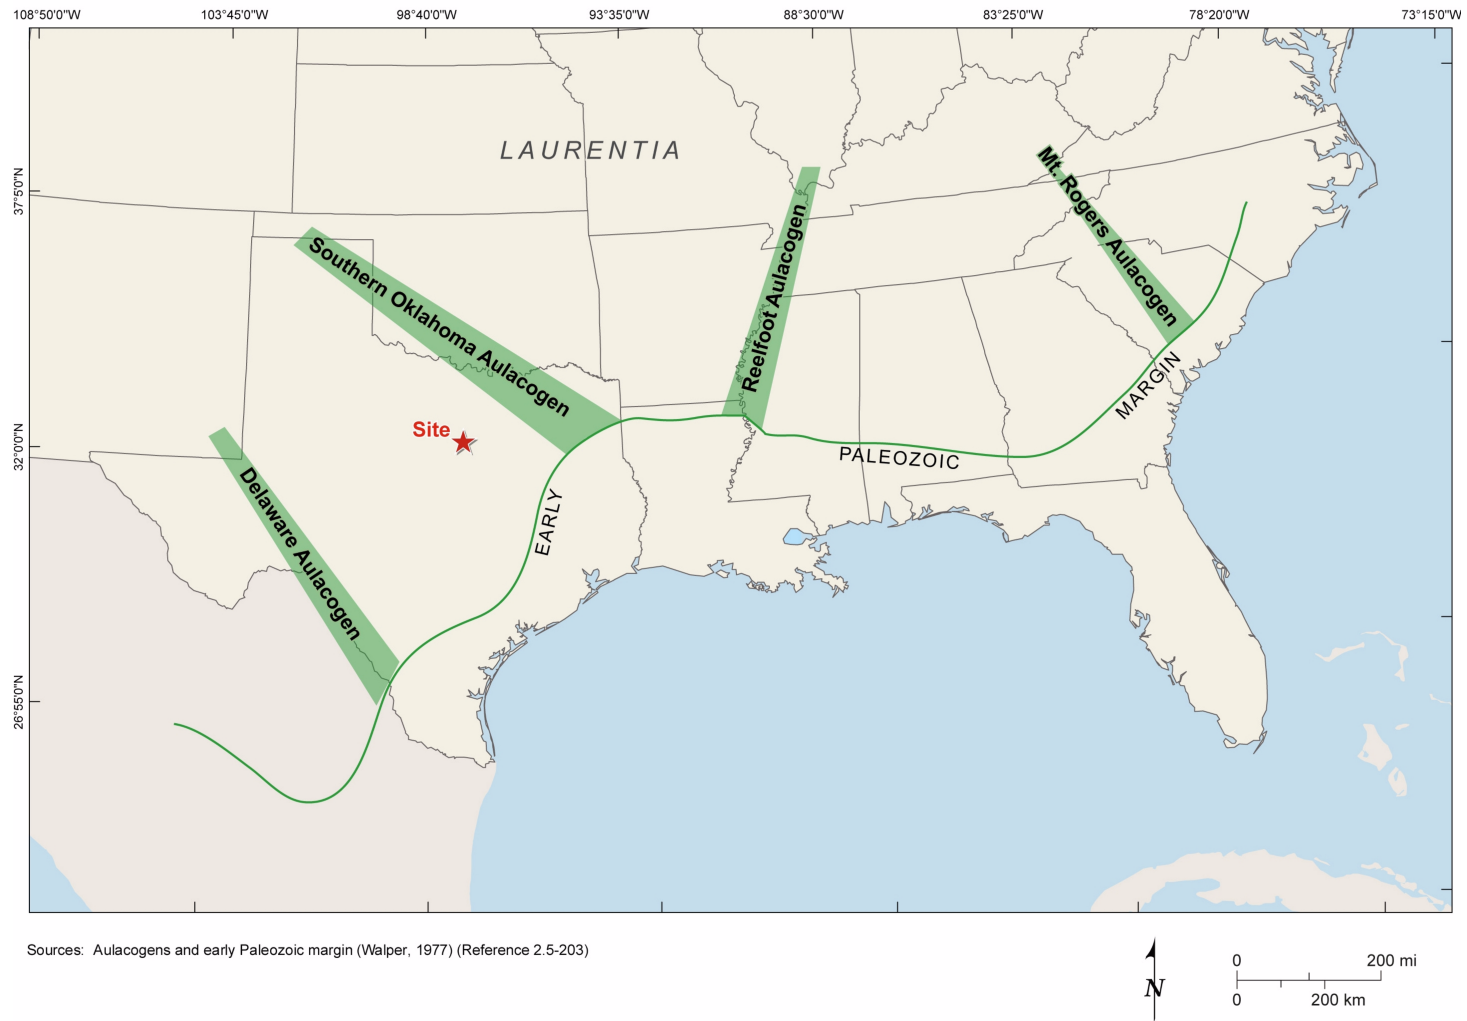 108°50'0"W 103°45'0"W 98°40'0"W 93°35'0"W 88°30'0"W 83°25'0"W 78°20'0"W 73°15'0"W
LAURENTIA
37°5'0"N
Mt. Rogers Aulacogen
Southern Oklahoma Aulacogen
Reelfoot Aulacogen
Site
32°0'0"N
MARGIN
PALEOZOIC
EARLY
Delaware Aulacogen
26°55'0"N
Sources: Aulacogens and early Paleozoic margin (Walper, 1977) (Reference 2.5-203)
N
0 200 mi
0 200 km